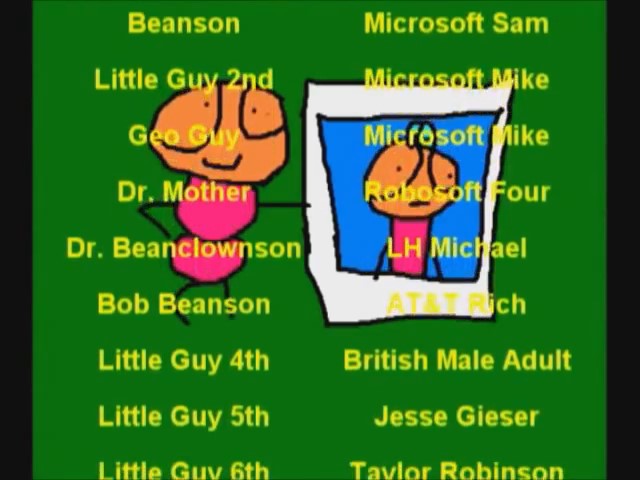 Beanson Microsoft Sam
Little Guy 2nd Microsoft Mike
Geo Guy Microsoft Mike
Dr. Mother Robosoft Four
Dr. Beanclownson LH Michael
Bob Beanson AT&T Rich
Little Guy 4th British Male Adult
Little Guy 5th Jesse Gieser
Little Guy 6th Taylor Robinson